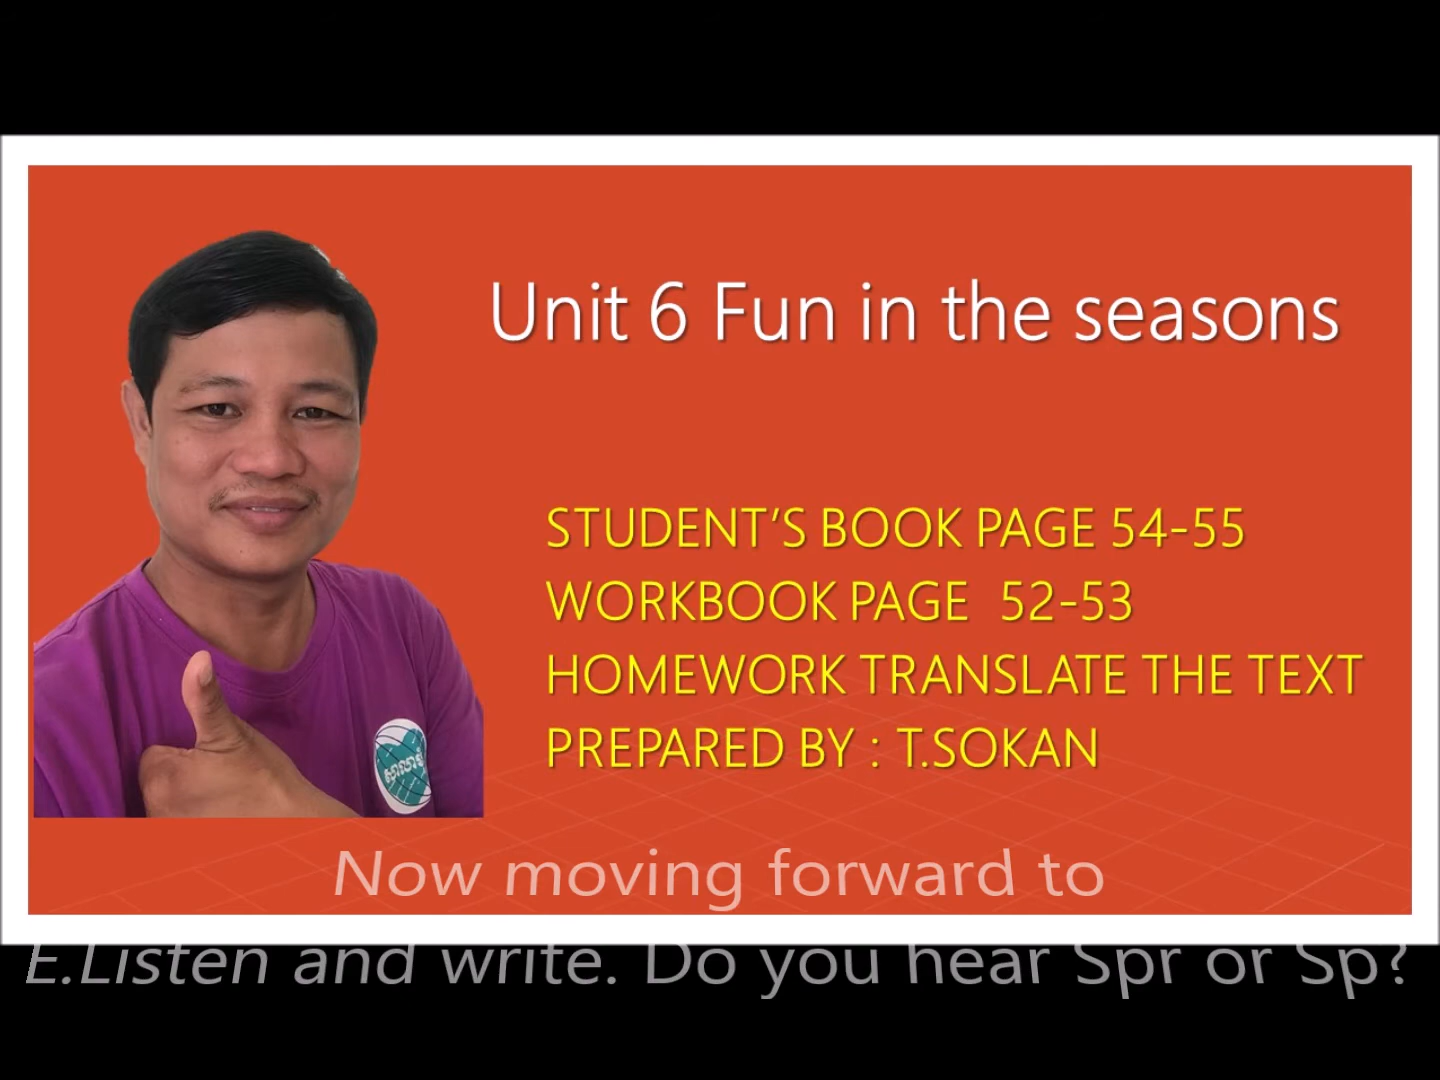 Unit 6 Fun in the seasons
STUDENT'S BOOK PAGE 54-55
WORKBOOK PAGE 52-53
HOMEWORK TRANSLATE THE TEXT
PREPARED BY : T.SOKAN
Now moving forward to
E.Listen and write. Do you hear Spr or Sp?